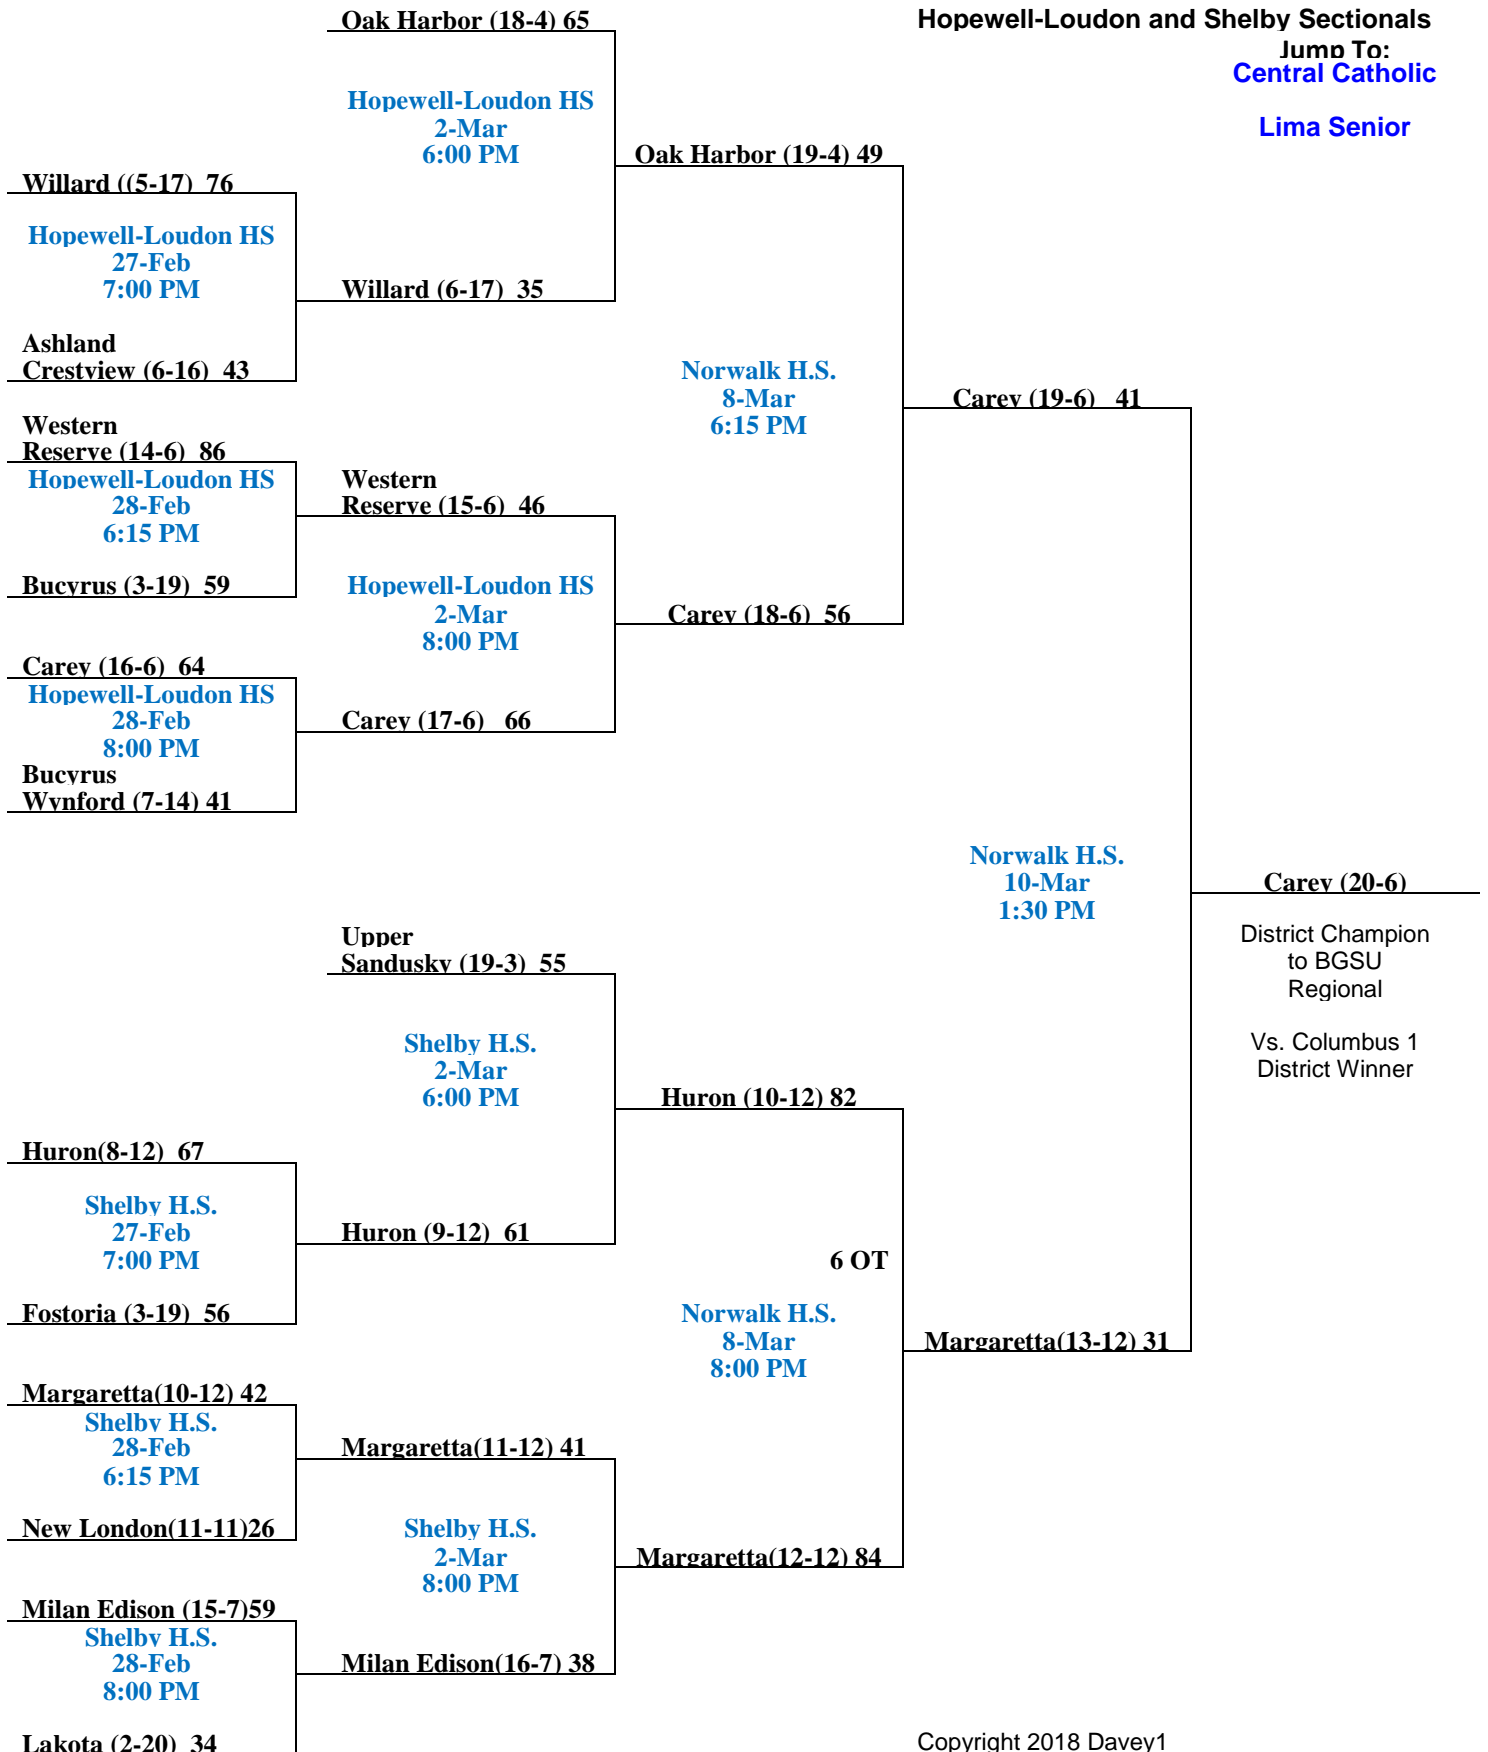 Oak Harbor (18-4) 65
Hopewell-Loudon and Shelby Sectionals
Jump To:
Central Catholic
Lima Senior
Hopewell-Loudon HS
2-Mar
6:00 PM
Oak Harbor (19-4) 49
Willard ((5-17) 76
Hopewell-Loudon HS
27-Feb
7:00 PM
Willard (6-17) 35
Ashland
Crestview (6-16) 43
Norwalk H.S.
8-Mar
6:15 PM
Carey (19-6) 41
Western
Reserve (14-6) 86
Hopewell-Loudon HS
28-Feb
6:15 PM
Western
Reserve (15-6) 46
Bucyrus (3-19) 59
Hopewell-Loudon HS
2-Mar
8:00 PM
Carey (18-6) 56
Carey (16-6) 64
Hopewell-Loudon HS
28-Feb
8:00 PM
Carey (17-6) 66
Bucyrus
Wynford (7-14) 41
Norwalk H.S.
10-Mar
1:30 PM
Carey (20-6)
District Champion
to BGSU
Regional
Vs. Columbus 1
District Winner
Upper
Sandusky (19-3) 55
Shelby H.S.
2-Mar
6:00 PM
Huron (10-12) 82
Huron(8-12) 67
Shelby H.S.
27-Feb
7:00 PM
Huron (9-12) 61
6 OT
Fostoria (3-19) 56
Norwalk H.S.
8-Mar
8:00 PM
Margaretta(13-12) 31
Margaretta(10-12) 42
Shelby H.S.
28-Feb
6:15 PM
Margaretta(11-12) 41
New London(11-11)26
Shelby H.S.
2-Mar
8:00 PM
Margaretta(12-12) 84
Milan Edison (15-7)59
Shelby H.S.
28-Feb
8:00 PM
Milan Edison(16-7) 38
Lakota (2-20) 34
Copyright 2018 Davey1